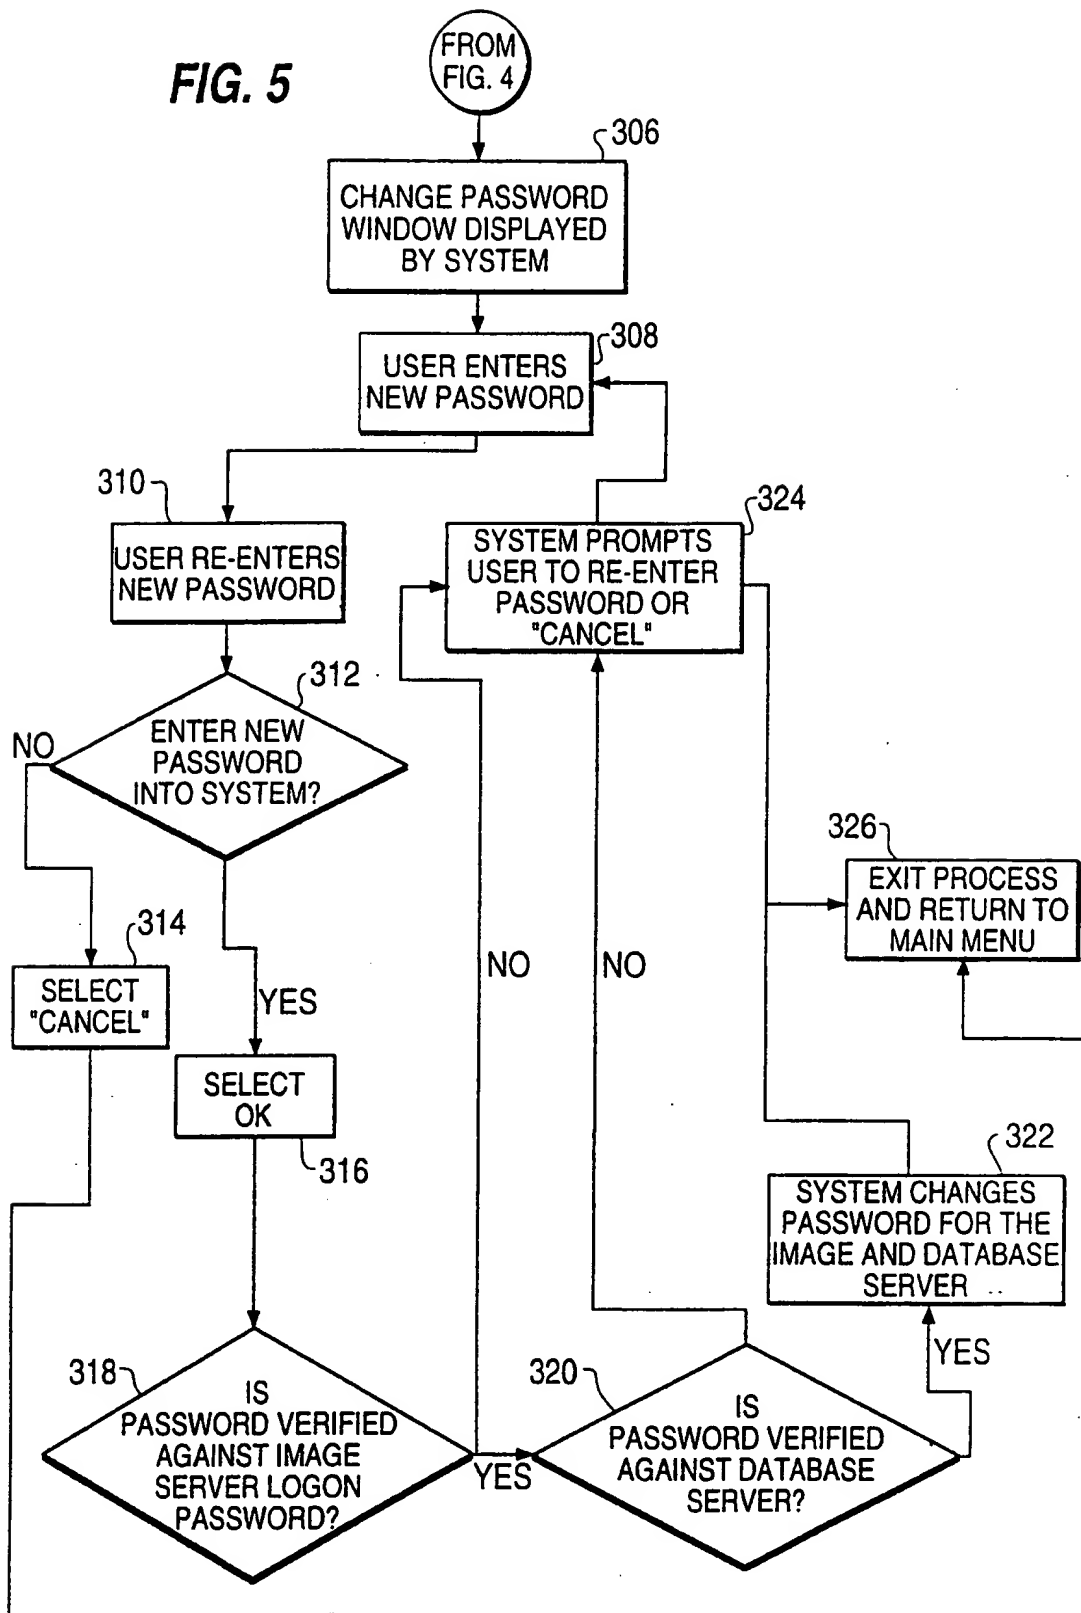 FIG. 5
FROM
FIG. 4
306
CHANGE PASSWORD
WINDOW DISPLAYED
BY SYSTEM
308
USER ENTERS
NEW PASSWORD
310
USER RE-ENTERS
NEW PASSWORD
324
SYSTEM PROMPTS
USER TO RE-ENTER
PASSWORD OR
"CANCEL"
312
ENTER NEW
PASSWORD
INTO SYSTEM?
NO
326
EXIT PROCESS
AND RETURN TO
MAIN MENU
314
SELECT
"CANCEL"
YES
NO
NO
SELECT
OK
316
322
SYSTEM CHANGES
PASSWORD FOR THE
IMAGE AND DATABASE
SERVER
318
IS
PASSWORD VERIFIED
AGAINST IMAGE
SERVER LOGON
PASSWORD?
YES
320
IS
PASSWORD VERIFIED
AGAINST DATABASE
SERVER?
YES